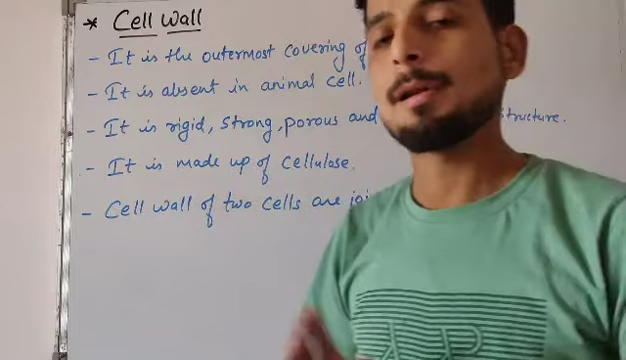 * Cell Wall
- It is the outermost covering of
- It is absent in animal cell.
- It is rigid, strong, porous and structure.
- It is made up of cellulose.
- Cell wall of two cells are